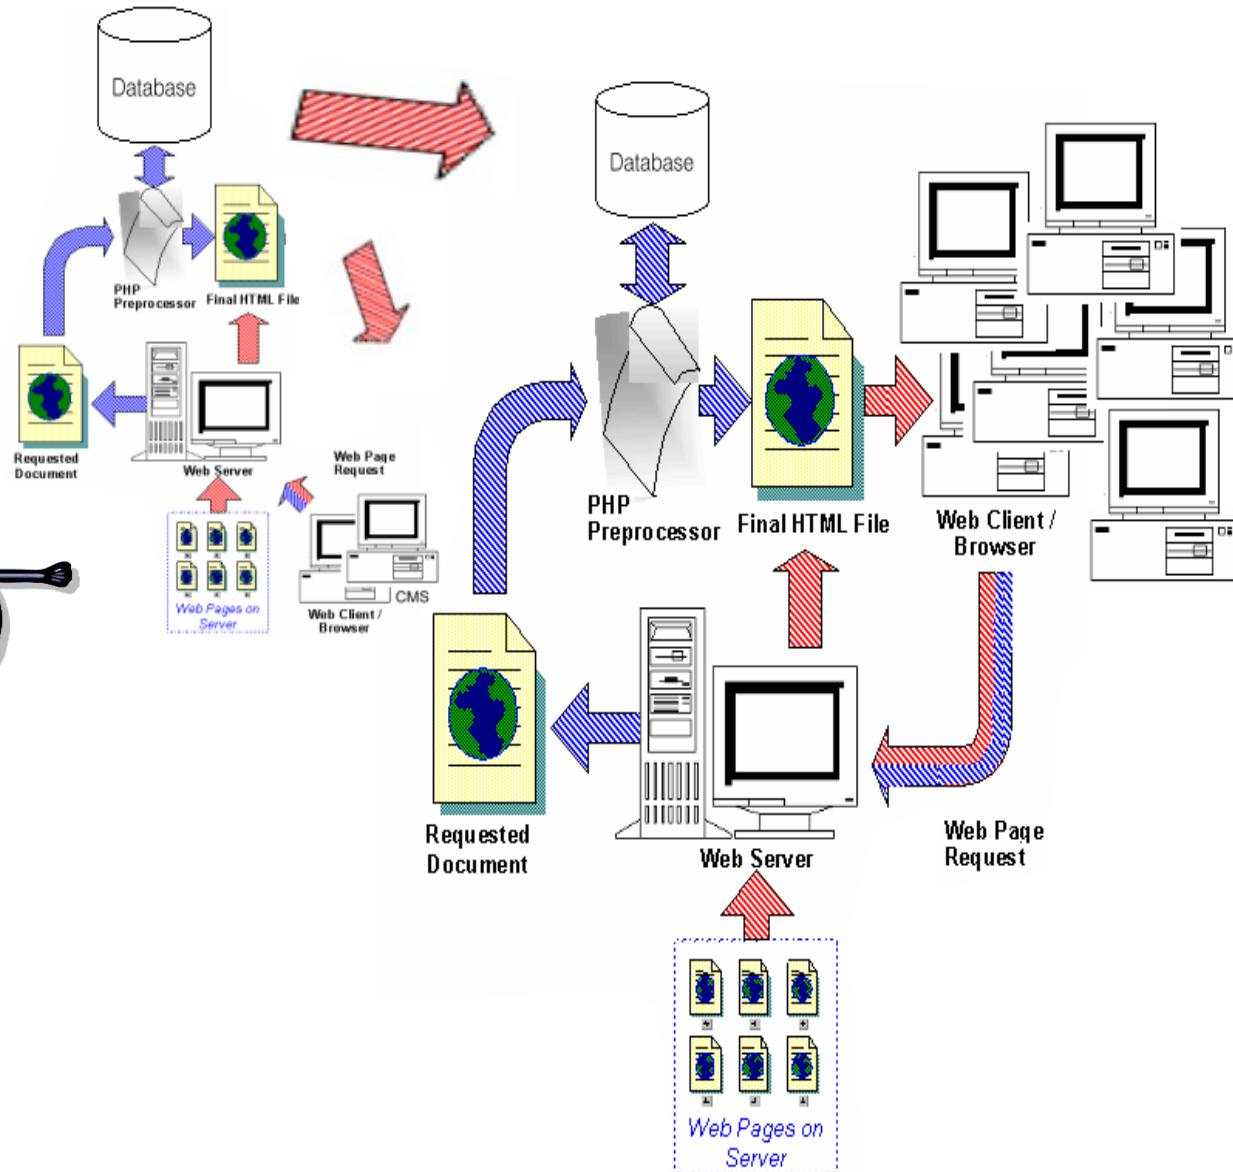 Database
PHP
Preprocessor
Final HTML File
Requested
Document
Web Server
Web Page
Request
Web Pages on
Server
CMS
Web Client /
Browser
Database
PHP
Preprocessor
Final HTML File
Web Client /
Browser
Requested
Document
Web Server
Web Page
Request
Web Pages on
Server